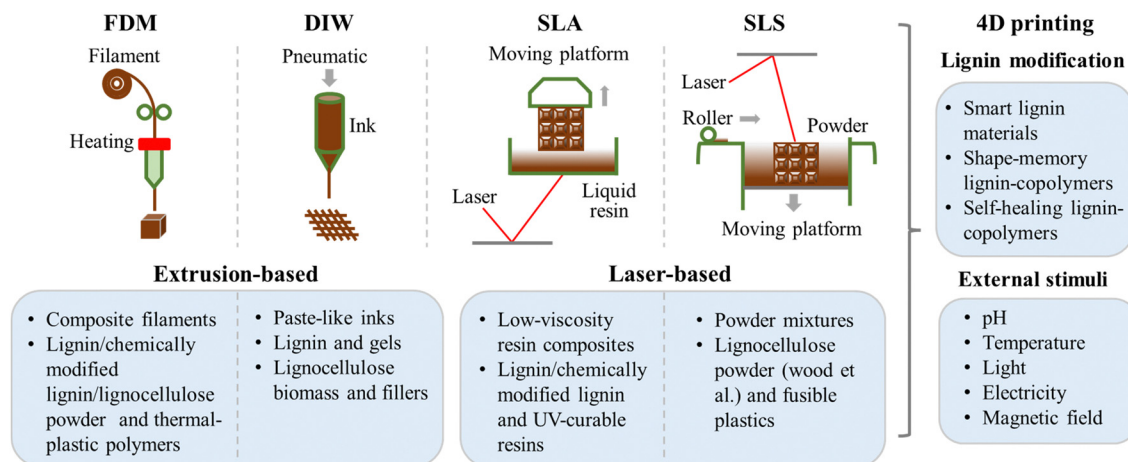 FDM
Filament
Heating
DIW
Pneumatic
Ink
SLA
Moving platform
Laser
Liquid
resin
SLS
Laser
Roller
Powder
Moving platform
Extrusion-based
• Composite filaments
• Lignin/chemically
modified
lignin/lignocellulose
powder and thermal-
plastic polymers
• Paste-like inks
• Lignin and gels
• Lignocellulose
biomass and fillers
Laser-based
• Low-viscosity
resin composites
• Lignin/chemically
modified lignin
and UV-curable
resins
• Powder mixtures
• Lignocellulose
powder (wood et
al.) and fusible
plastics
4D printing
Lignin modification
• Smart lignin
materials
• Shape-memory
lignin-copolymers
• Self-healing lignin-
copolymers
External stimuli
• pH
• Temperature
• Light
• Electricity
• Magnetic field